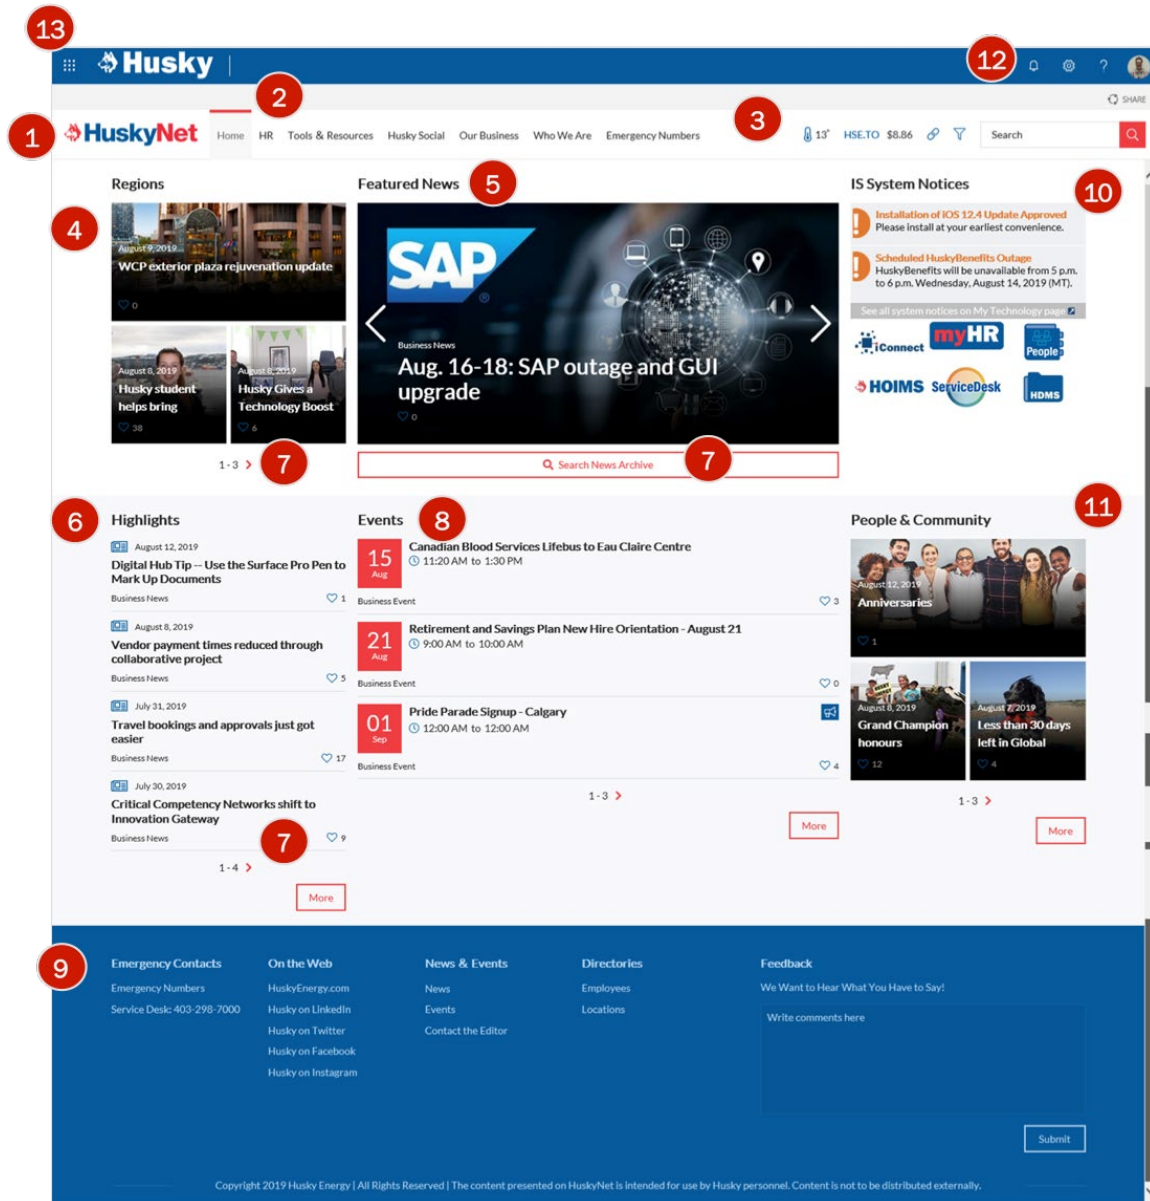 13
Husky
12
?
SHARE
2
1
HuskyNet
Home
HR
Tools & Resources
Husky Social
Our Business
Who We Are
Emergency Numbers
3
13°
HSE.TO $8.86
Search
Regions
4
August 9, 2019
WCP exterior plaza rejuvenation update
0
August 8, 2019
Husky student
helps bring
38
August 8, 2019
Husky Gives a
Technology Boost
6
1 - 3
7
Featured News
5
SAP
Business News
Aug. 16-18: SAP outage and GUI
upgrade
0
Search News Archive
7
IS System Notices
10
Installation of iOS 12.4 Update Approved
Please install at your earliest convenience.
Scheduled HuskyBenefits Outage
HuskyBenefits will be unavailable from 5 p.m.
to 6 p.m. Wednesday, August 14, 2019 (MT).
See all system notices on My Technology page
iConnect
myHR
People
HOIMS
ServiceDesk
HDMS
6
Highlights
August 12, 2019
Digital Hub Tip -- Use the Surface Pro Pen to
Mark Up Documents
Business News
1
August 8, 2019
Vendor payment times reduced through
collaborative project
Business News
5
July 31, 2019
Travel bookings and approvals just got
easier
Business News
17
July 30, 2019
Critical Competency Networks shift to
Innovation Gateway
Business News
9
7
1 - 4
More
Events
8
15
Aug
Canadian Blood Services Lifebus to Eau Claire Centre
11:20 AM to 1:30 PM
Business Event
3
21
Aug
Retirement and Savings Plan New Hire Orientation - August 21
9:00 AM to 10:00 AM
Business Event
0
01
Sep
Pride Parade Signup - Calgary
12:00 AM to 12:00 AM
Business Event
4
1 - 3
More
11
People & Community
August 12, 2019
Anniversaries
1
August 8, 2019
Grand Champion
honours
12
August 7, 2019
Less than 30 days
left in Global
4
1 - 3
More
9
Emergency Contacts
Emergency Numbers
Service Desk: 403-298-7000
On the Web
HuskyEnergy.com
Husky on LinkedIn
Husky on Twitter
Husky on Facebook
Husky on Instagram
News & Events
News
Events
Contact the Editor
Directories
Employees
Locations
Feedback
We Want to Hear What You Have to Say!
Write comments here
Submit
Copyright 2019 Husky Energy | All Rights Reserved | The content presented on HuskyNet is intended for use by Husky personnel. Content is not to be distributed externally.